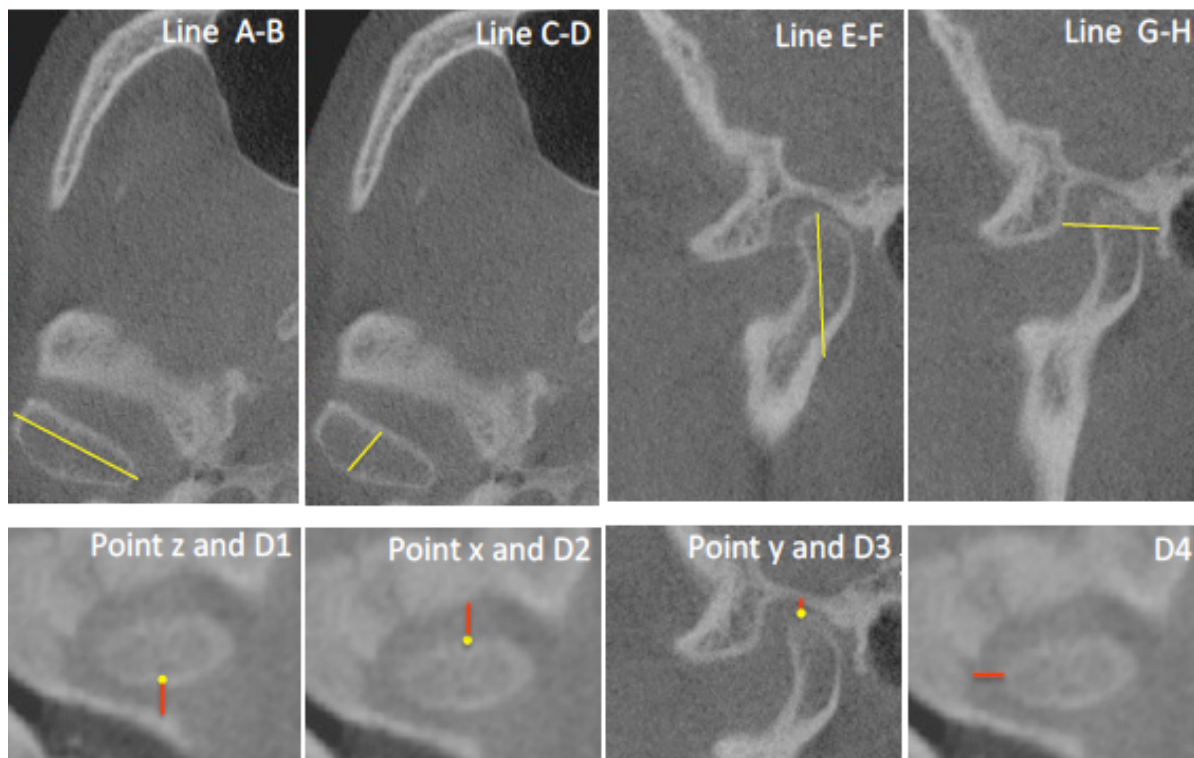 Line A-B
Line C-D
Line E-F
Line G-H
Point z and D1
Point x and D2
Point y and D3
D4